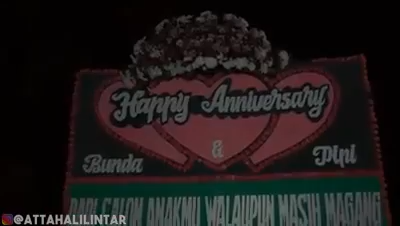 Happy Anniversary
&
Bunda Pipi
DARI CALON ANAKMU WALAUPUN MASIH MAGANG
@ATTAHALILINTAR